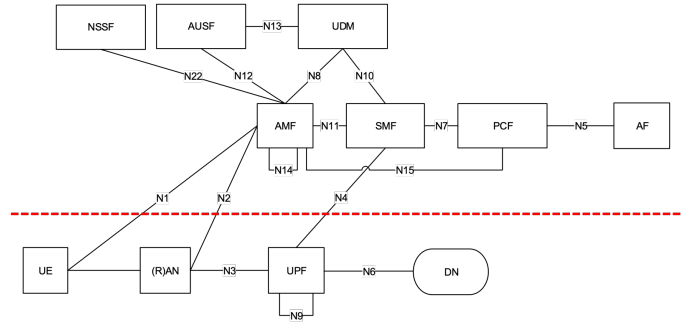 NSSF
AUSF
N13
UDM
N22
N12
N8
N10
AMF
N11
SMF
N7
PCF
N5
AF
N14
N15
N1
N2
N4
UE
(R)AN
N3
UPF
N6
DN
N9